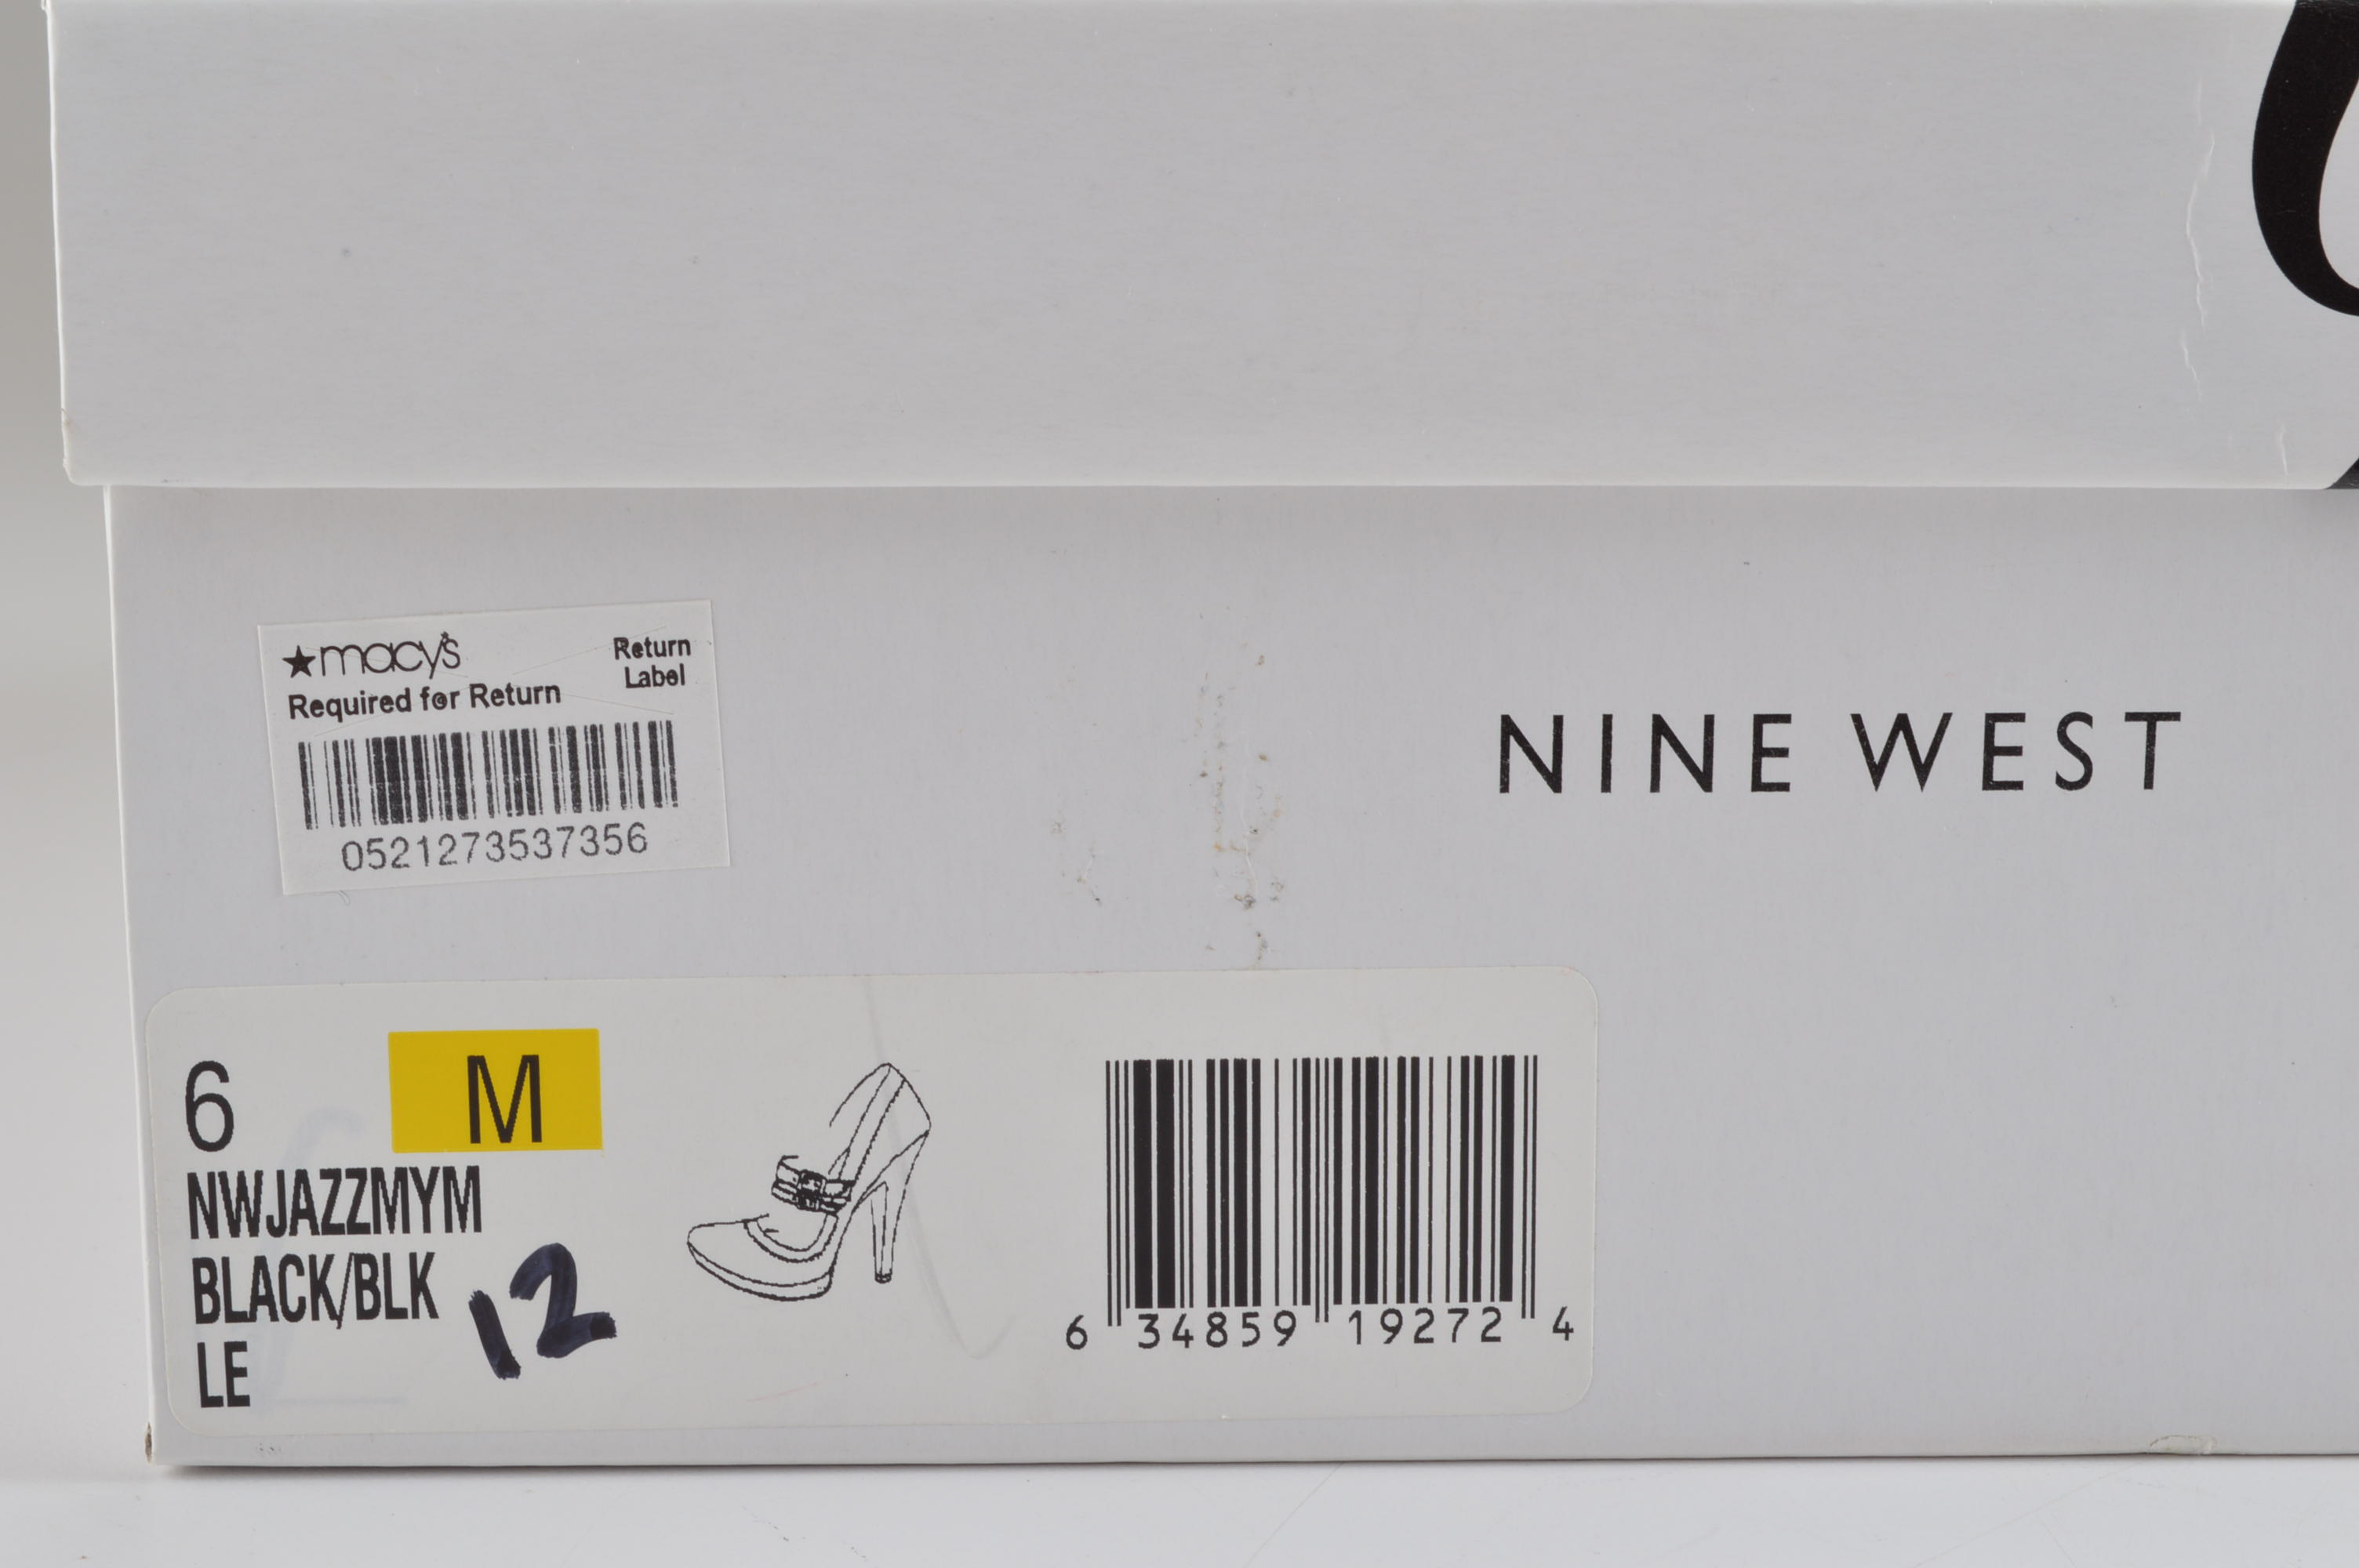 ★macy's
Return
Label
Required for Return
0521273537356
NINE WEST
6 M
NWJAZZMYM
BLACK/BLK
LE
12
6 34859 19272 4